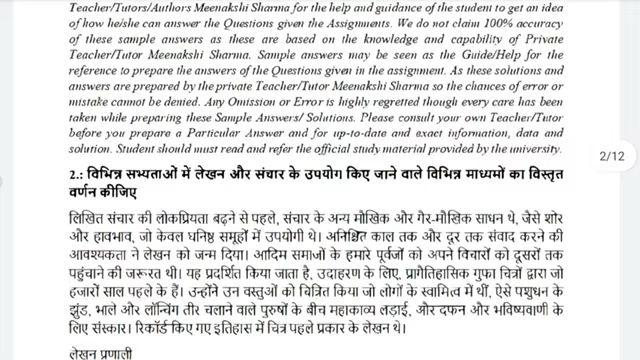 Teacher/Tutors/Authors Meenakshi Sharma for the help and guidance of the student to get an idea
of how he/she can answer the Questions given the Assignments. We do not claim 100% accuracy
of these sample answers as these are based on the knowledge and capability of Private
Teacher/Tutor Meenakshi Sharma. Sample answers may be seen as the Guide/Help for the
reference to prepare the answers of the Questions given in the assignment. As these solutions and
answers are prepared by the private Teacher/Tutor Meenakshi Sharma so the chances of error or
mistake cannot be denied. Any Omission or Error is highly regretted though every care has been
taken while preparing these Sample Answers/ Solutions. Please consult your own Teacher/Tutor
before you prepare a Particular Answer and for up-to-date and exact information, data and
solution. Student should must read and refer the official study material provided by the university.
2/12
2.: विभिन्न सभ्यताओं में लेखन और संचार के उपयोग किए जाने वाले विभिन्न माध्यमों का विस्तृत
वर्णन कीजिए
लिखित संचार की लोकप्रियता बढ़ने से पहले, संचार के अन्य मौखिक और गैर-मौखिक साधन थे, जैसे शोर
और हावभाव, जो केवल घनिष्ठ समूहों में उपयोगी थे। अनिश्चित काल तक और दूर तक संवाद करने की
आवश्यकता ने लेखन को जन्म दिया। आदिम समाजों के हमारे पूर्वजों को अपने विचारों को दूसरों तक
पहुंचाने की जरूरत थी। यह प्रदर्शित किया जाता है, उदाहरण के लिए, प्रागैतिहासिक गुफा चित्रों द्वारा जो
हजारों साल पहले के हैं। उन्होंने उन वस्तुओं को चित्रित किया जो लोगों के स्वामित्व में थीं, ऐसे पशुधन के
झुंड, भाले और लॉन्चिंग तीर चलाने वाले पुरुषों के बीच महाकाव्य लड़ाई, और दफन और भविष्यवाणी के
लिए संस्कार। रिकॉर्ड किए गए इतिहास में चित्र पहले प्रकार के लेखन थे।
लेखन प्रणाली